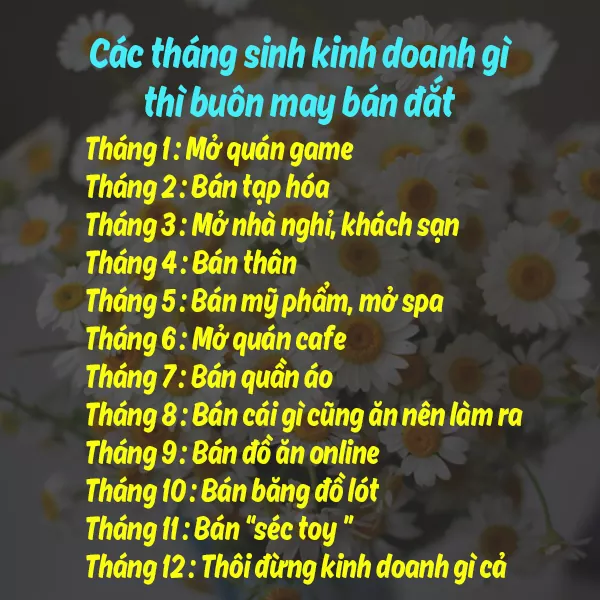 Các tháng sinh kinh doanh gì
thì buôn may bán đắt
Tháng 1 : Mở quán game
Tháng 2 : Bán tạp hóa
Tháng 3 : Mở nhà nghỉ, khách sạn
Tháng 4 : Bán thân
Tháng 5 : Bán mỹ phẩm, mở spa
Tháng 6 : Mở quán cafe
Tháng 7 : Bán quần áo
Tháng 8 : Bán cái gì cũng ăn nên làm ra
Tháng 9 : Bán đồ ăn online
Tháng 10 : Bán băng đồ lót
Tháng 11 : Bán "séc toy "
Tháng 12 : Thôi đừng kinh doanh gì cả